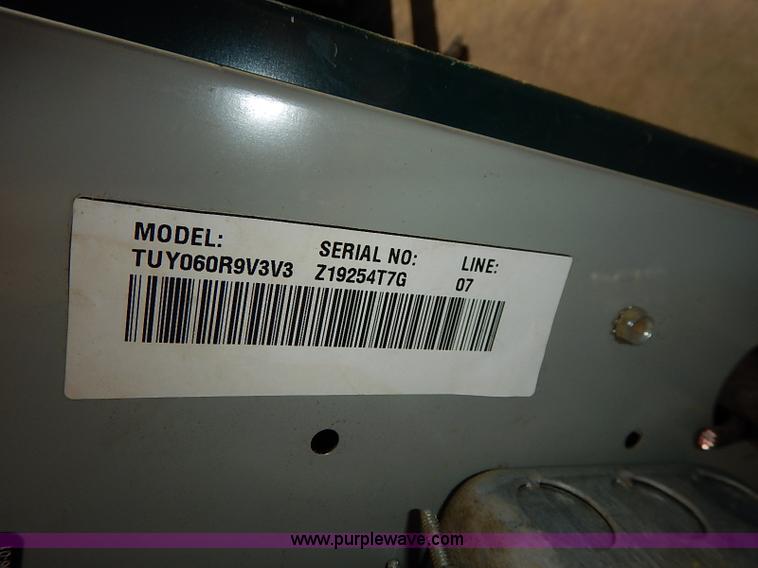 MODEL: SERIAL NO: LINE:
TUY060R9V3V3 Z19254T7G 07
www.purplewave.com